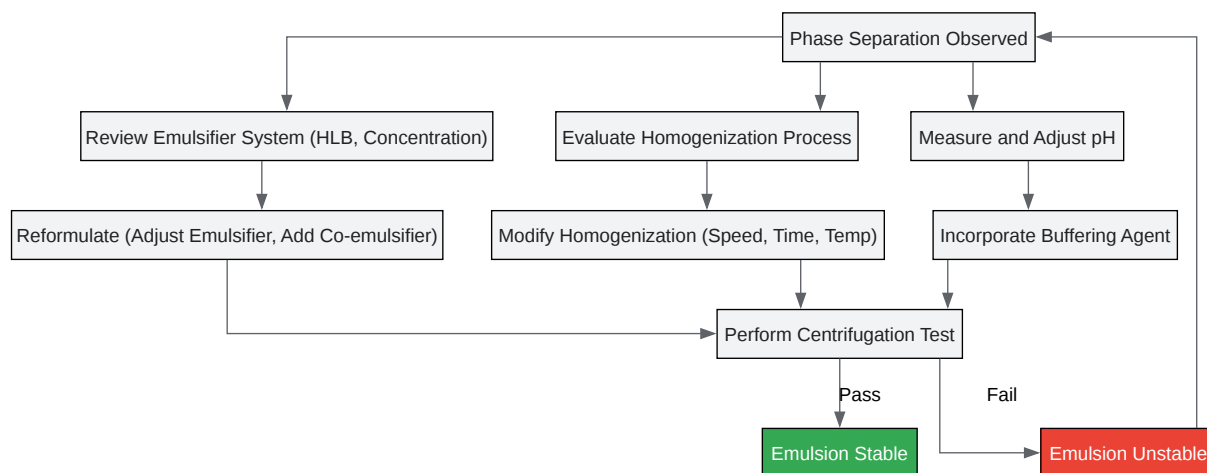 Phase Separation Observed
Review Emulsifier System (HLB, Concentration)
Evaluate Homogenization Process
Measure and Adjust pH
Reformulate (Adjust Emulsifier, Add Co-emulsifier)
Modify Homogenization (Speed, Time, Temp)
Incorporate Buffering Agent
Perform Centrifugation Test
Pass
Fail
Emulsion Stable
Emulsion Unstable